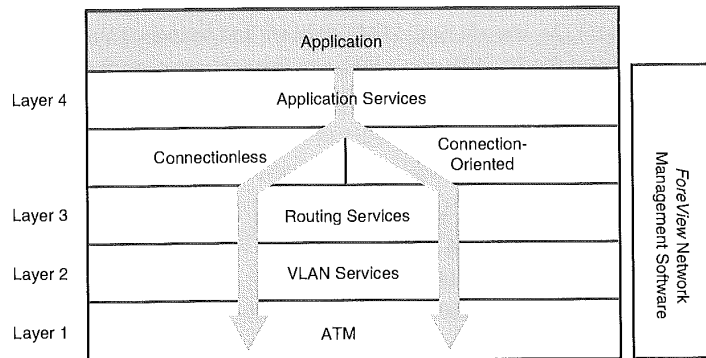 Application
Layer 4
Application Services
Connectionless
Connection-
Oriented
Layer 3
Routing Services
Layer 2
VLAN Services
Layer 1
ATM
ForeView Network
Management Software